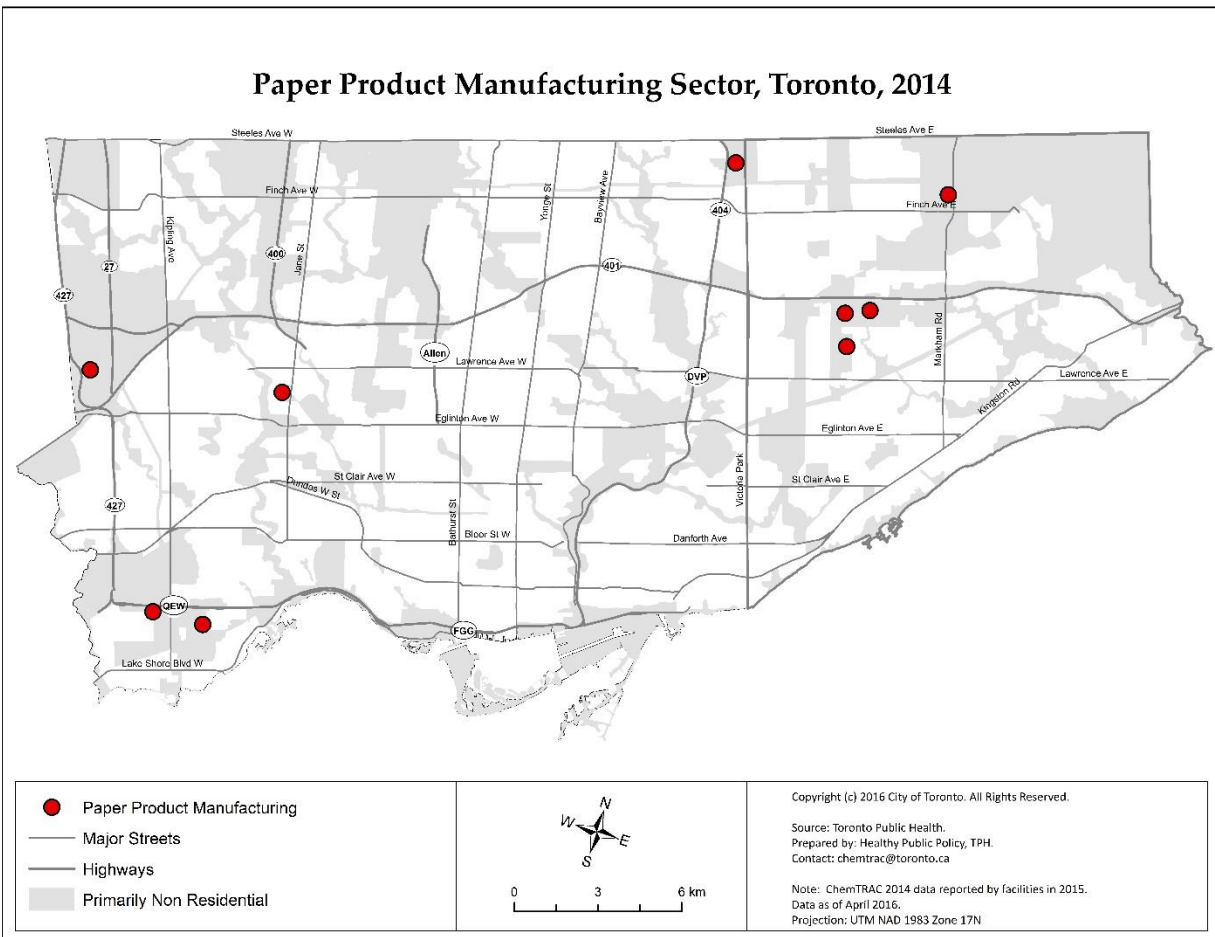 Paper Product Manufacturing Sector, Toronto, 2014
Steeles Ave W
Steeles Ave E
Finch Ave W
Finch Ave E
Kipling Ave
Jane St
Yonge St
Bayview Ave
404
400
27
427
401
Markham Rd
Allen
Lawrence Ave W
DVP
Lawrence Ave E
Kingston Rd
Eglinton Ave W
Eglinton Ave E
St Clair Ave W
St Clair Ave E
Dundas W St
Victoria Park
427
Bathurst St
Bloor St W
Danforth Ave
QEW
FGG
Lake Shore Blvd W
Paper Product Manufacturing
Major Streets
Highways
Primarily Non Residential
N
W
E
S
0 3 6 km
Copyright (c) 2016 City of Toronto. All Rights Reserved.
Source: Toronto Public Health.
Prepared by: Healthy Public Policy, TPH.
Contact: chemtrac@toronto.ca
Note: ChemTRAC 2014 data reported by facilities in 2015.
Data as of April 2016.
Projection: UTM NAD 1983 Zone 17N